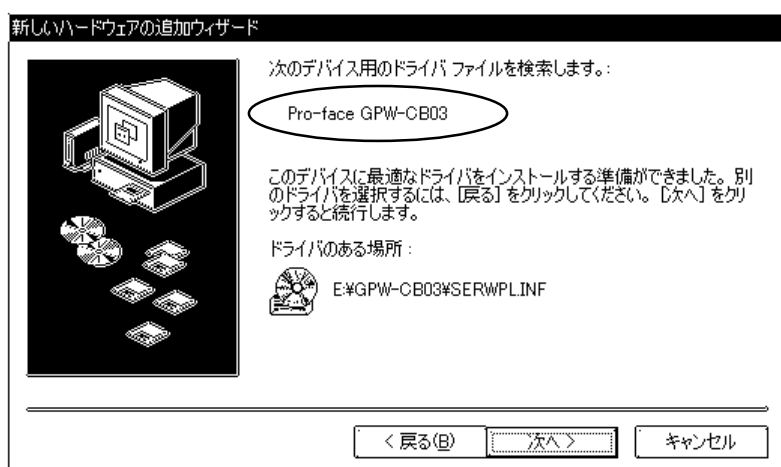 新しいハードウェアの追加ウィザード
次のデバイス用のドライバ ファイルを検索します。:
Pro-face GPW-CB03
このデバイスに最適なドライバをインストールする準備ができました。別
のドライバを選択するには、[戻る] をクリックしてください。[次へ] をクリ
ックすると続行します。
ドライバのある場所:
E:¥GPW-CB03¥SERWPL.INF
< 戻る(B)
次へ >
キャンセル